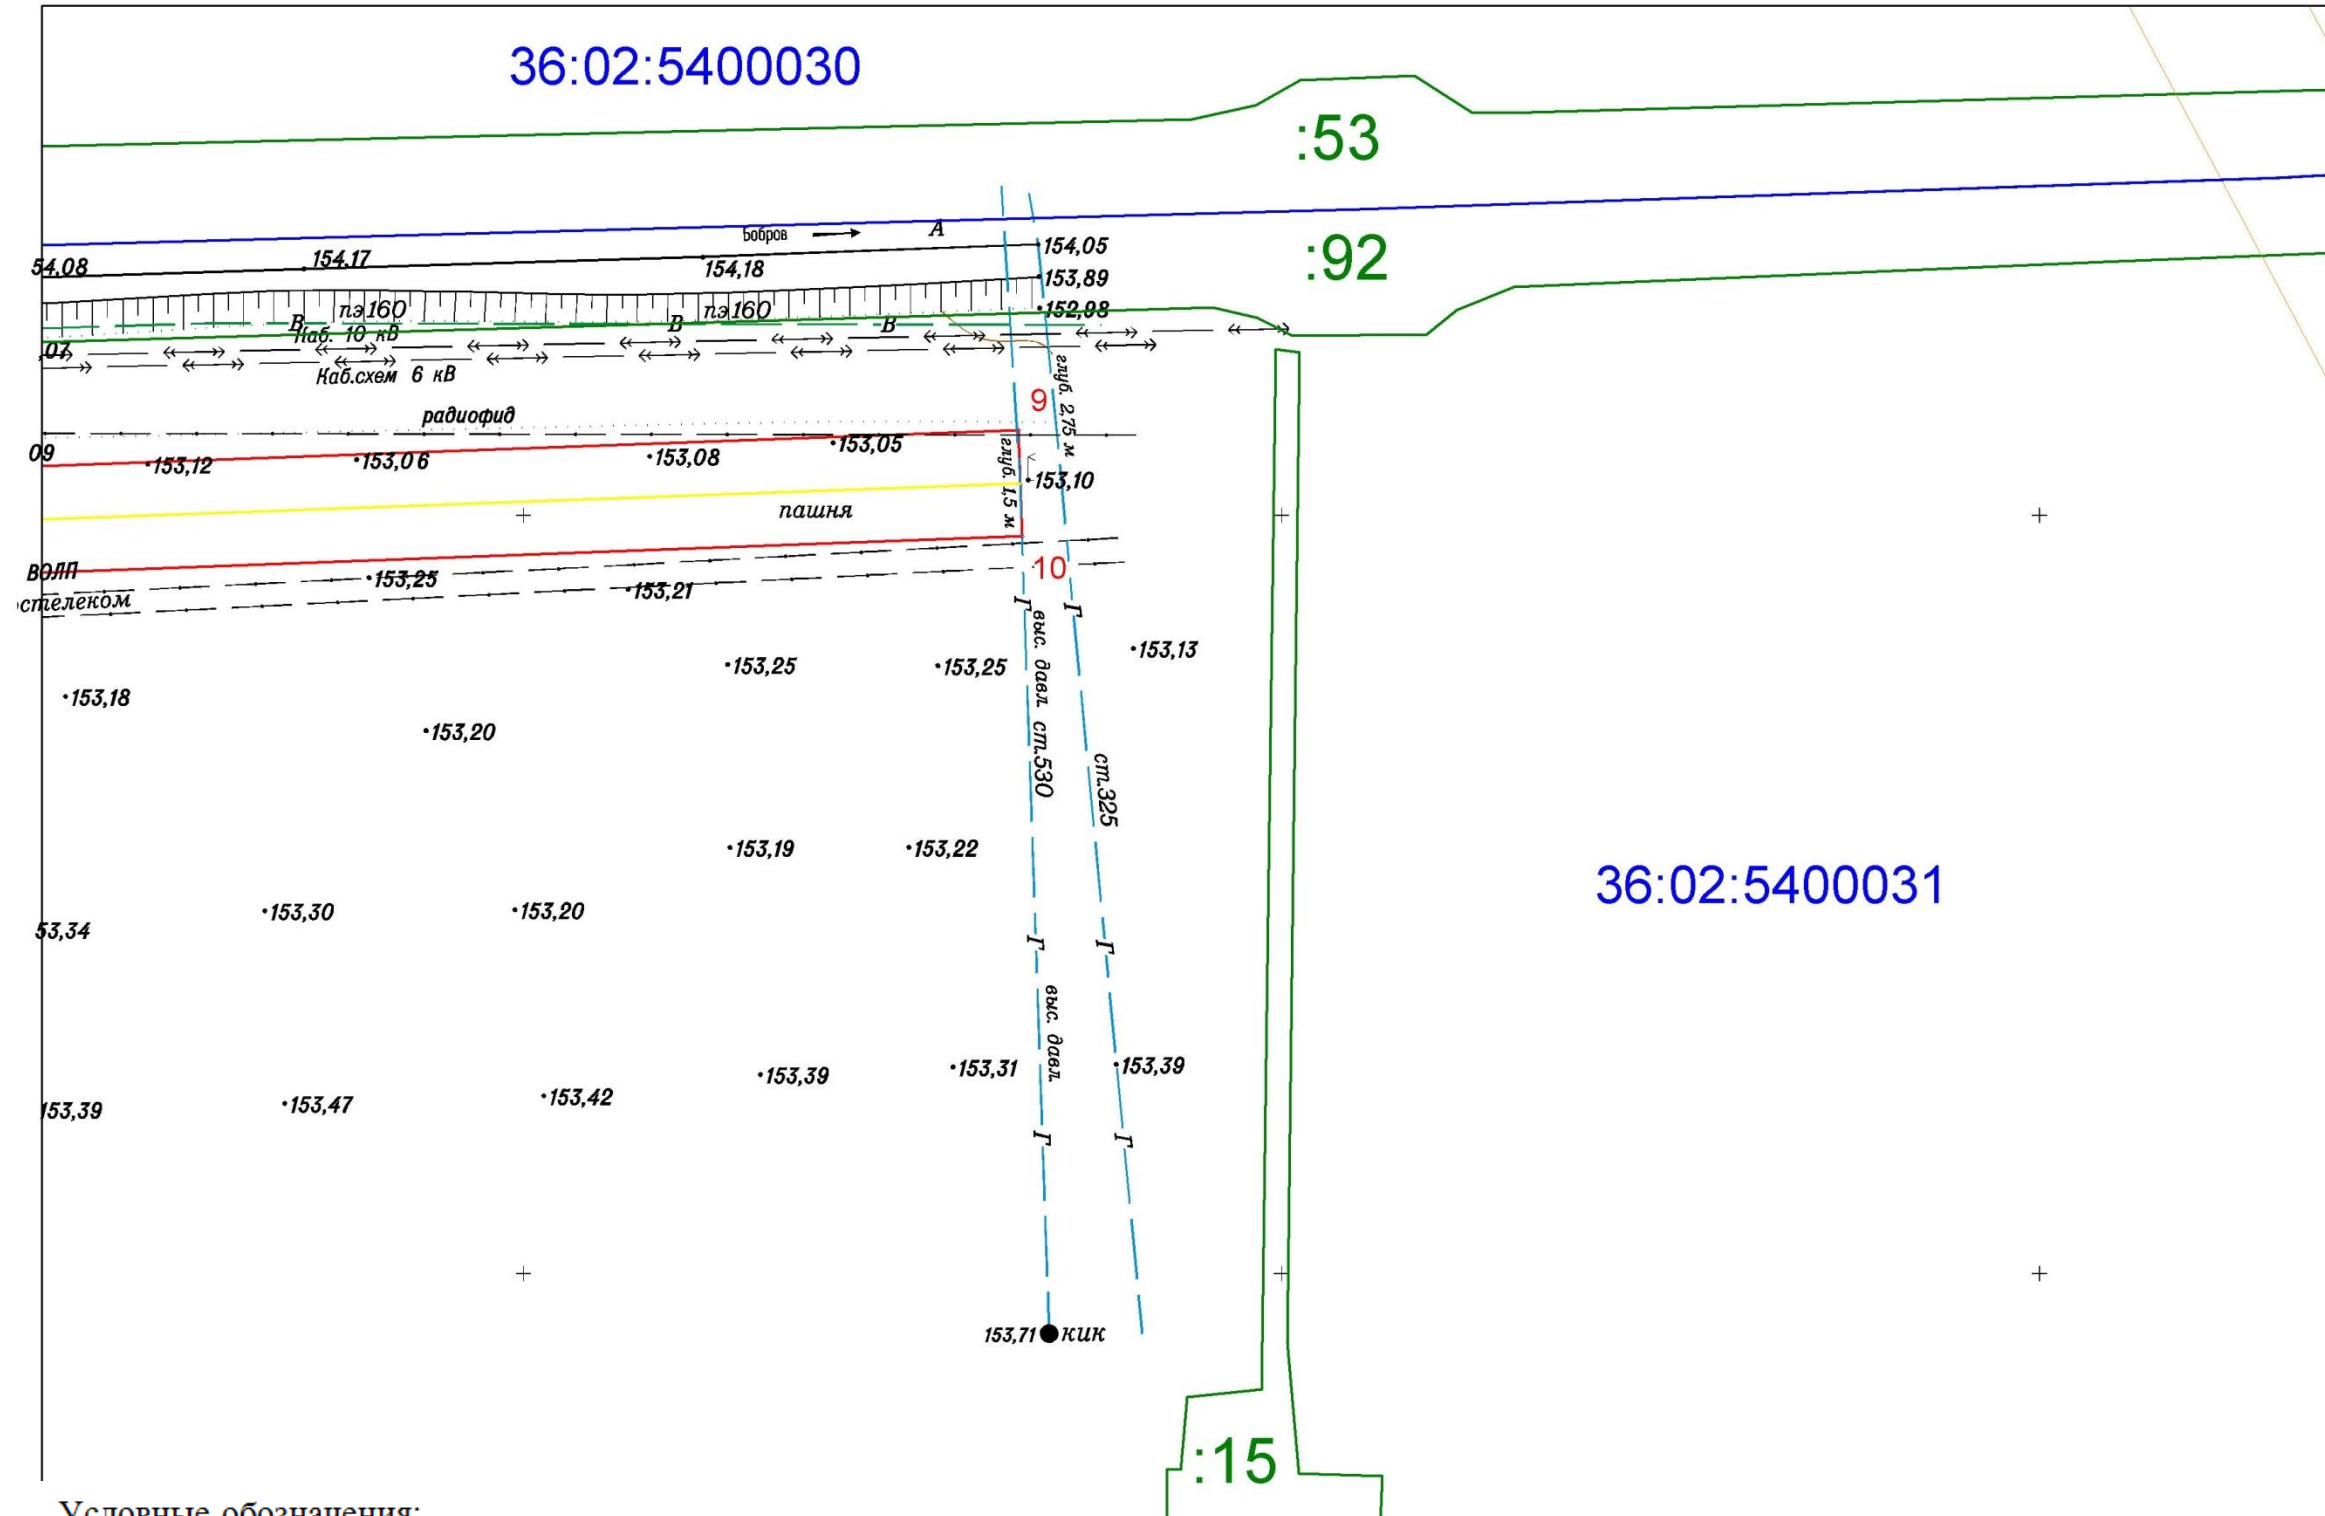 36:02:5400030
:53
Бобров
А
154,05
54,08
154,17
154,18
:92
153,89
пэ160
пэ160
152,98
В
В
В
Каб. 10 кВ
,07
Каб.схем 6 кВ
глуб. 2,75 м
9
радиофид
09
153,12
153,06
153,08
153,05
глуб. 1,5 м
153,10
пашня
ВОЛП
153,25
10
153,21
остелеком
Г
Г
выс. давл. ст.530
153,25
153,25
153,13
153,18
153,20
ст.325
153,19
153,22
36:02:5400031
153,30
153,20
53,34
Г
Г
выс. давл.
153,39
153,31
153,39
153,39
153,47
153,42
Г
Г
153,71
кик
:15
Условные обозначения: